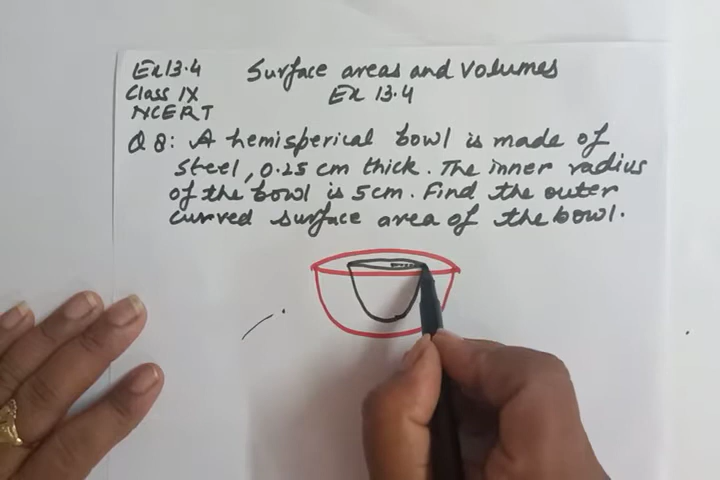 Ex 13.4 Surface areas and Volumes
Class IX Ex 13.4
NCERT
Q 8: A hemisperical bowl is made of
steel, 0.25 cm thick. The inner radius
of the bowl is 5cm. Find the outer
curved surface area of the bowl.